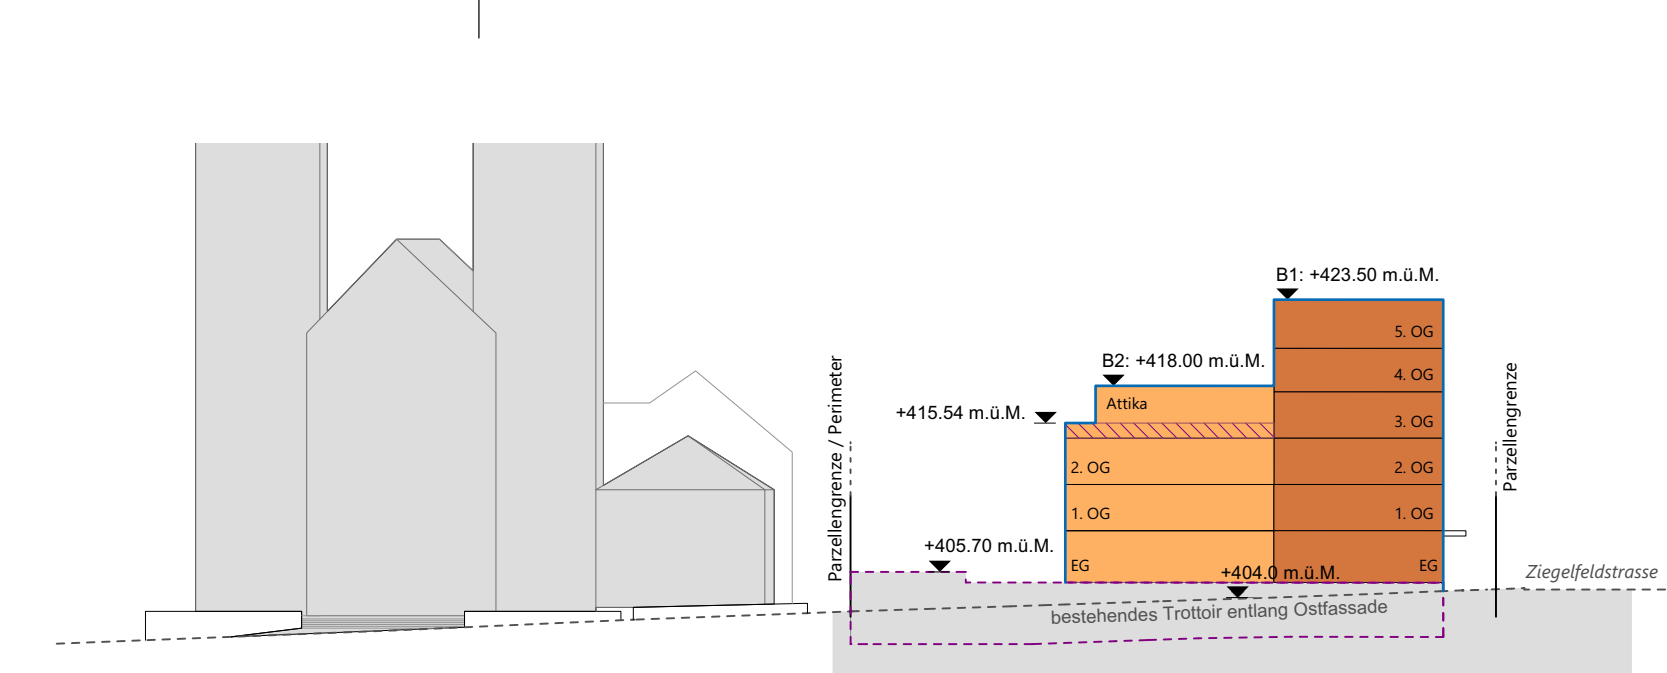 B1: +423.50 m.ü.M.
5. OG
B2: +418.00 m.ü.M.
4. OG
Attika
+415.54 m.ü.M.
3. OG
2. OG
2. OG
1. OG
1. OG
+405.70 m.ü.M.
EG
EG
+404.0 m.ü.M.
Ziegelfeldstrasse
bestehendes Trottoir entlang Ostfassade
Parzellengrenze / Perimeter
Parzellengrenze